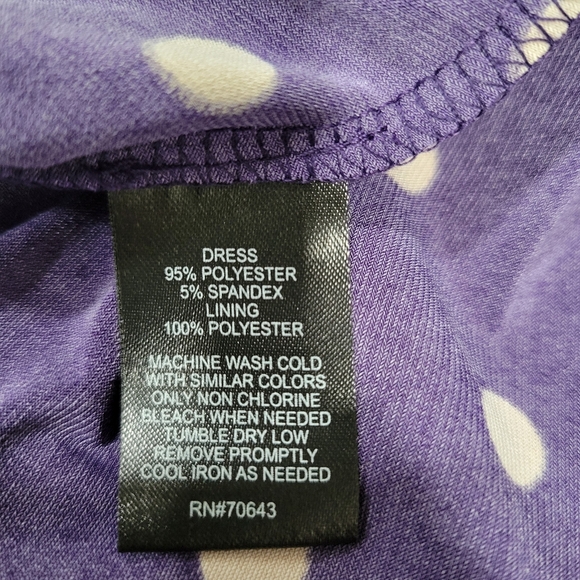 DRESS
95% POLYESTER
5% SPANDEX
LINING
100% POLYESTER
MACHINE WASH COLD
WITH SIMILAR COLORS
ONLY NON CHLORINE
BLEACH WHEN NEEDED
TUMBLE DRY LOW
REMOVE PROMPTLY
COOL IRON AS NEEDED
RN#70643